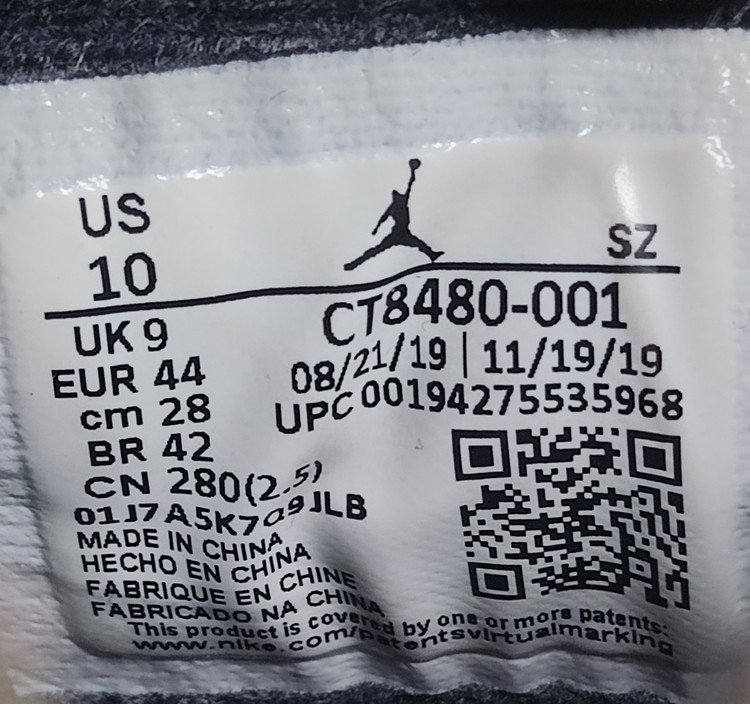 US
10
SZ
UK 9
EUR 44
cm 28
BR 42
CN 280(2.5)
01J7A5K7Q9JLB
CT8480-001
08/21/19 | 11/19/19
UPC 00194275535968
MADE IN CHINA
HECHO EN CHINA
FABRIQUE EN CHINE
FABRICADO NA CHINA
This product is covered by one or more patents:
www.nike.com/patentsvirtualmarking